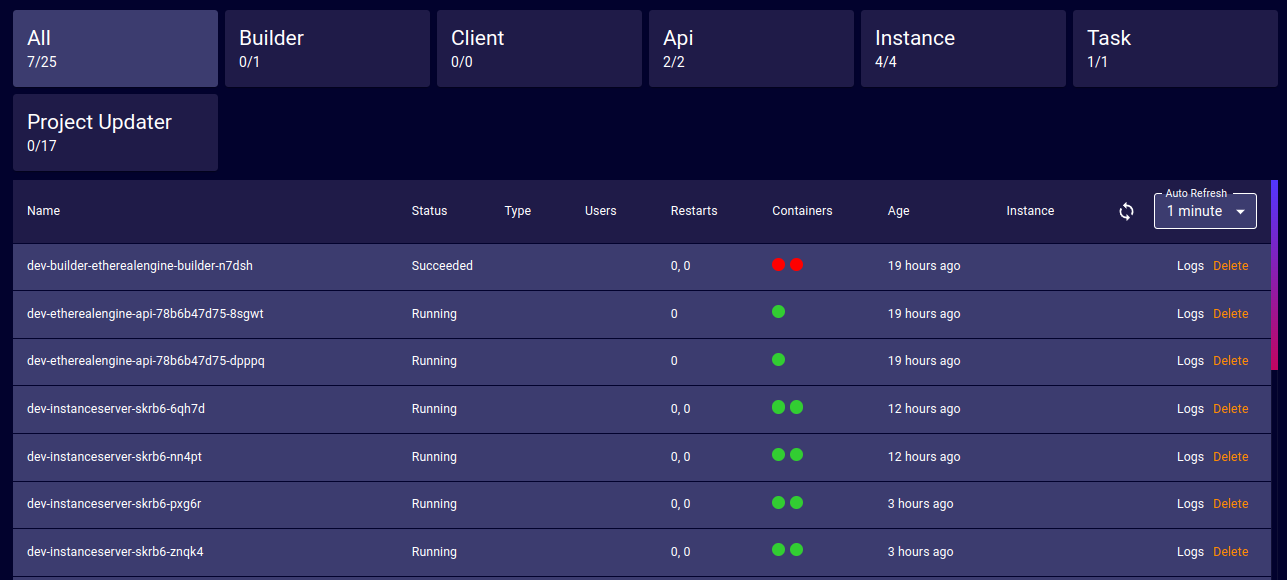 All Builder Client Api Instance Task
7/25 0/1 0/0 2/2 4/4 1/1
Project Updater
0/17
Auto Refresh
Name Status Type Users Restarts Containers Age Instance 1 minute
dev-builder-etherealengine-builder-n7dsh Succeeded 0, 0 19 hours ago Logs Delete
dev-etherealengine-api-78b6b47d75-8sgwt Running 0 19 hours ago Logs Delete
dev-etherealengine-api-78b6b47d75-dpppq Running 0 19 hours ago Logs Delete
dev-instanceserver-skrb6-6qh7d Running 0, 0 12 hours ago Logs Delete
dev-instanceserver-skrb6-nn4pt Running 0, 0 12 hours ago Logs Delete
dev-instanceserver-skrb6-pxg6r Running 0, 0 3 hours ago Logs Delete
dev-instanceserver-skrb6-znqk4 Running 0, 0 3 hours ago Logs Delete